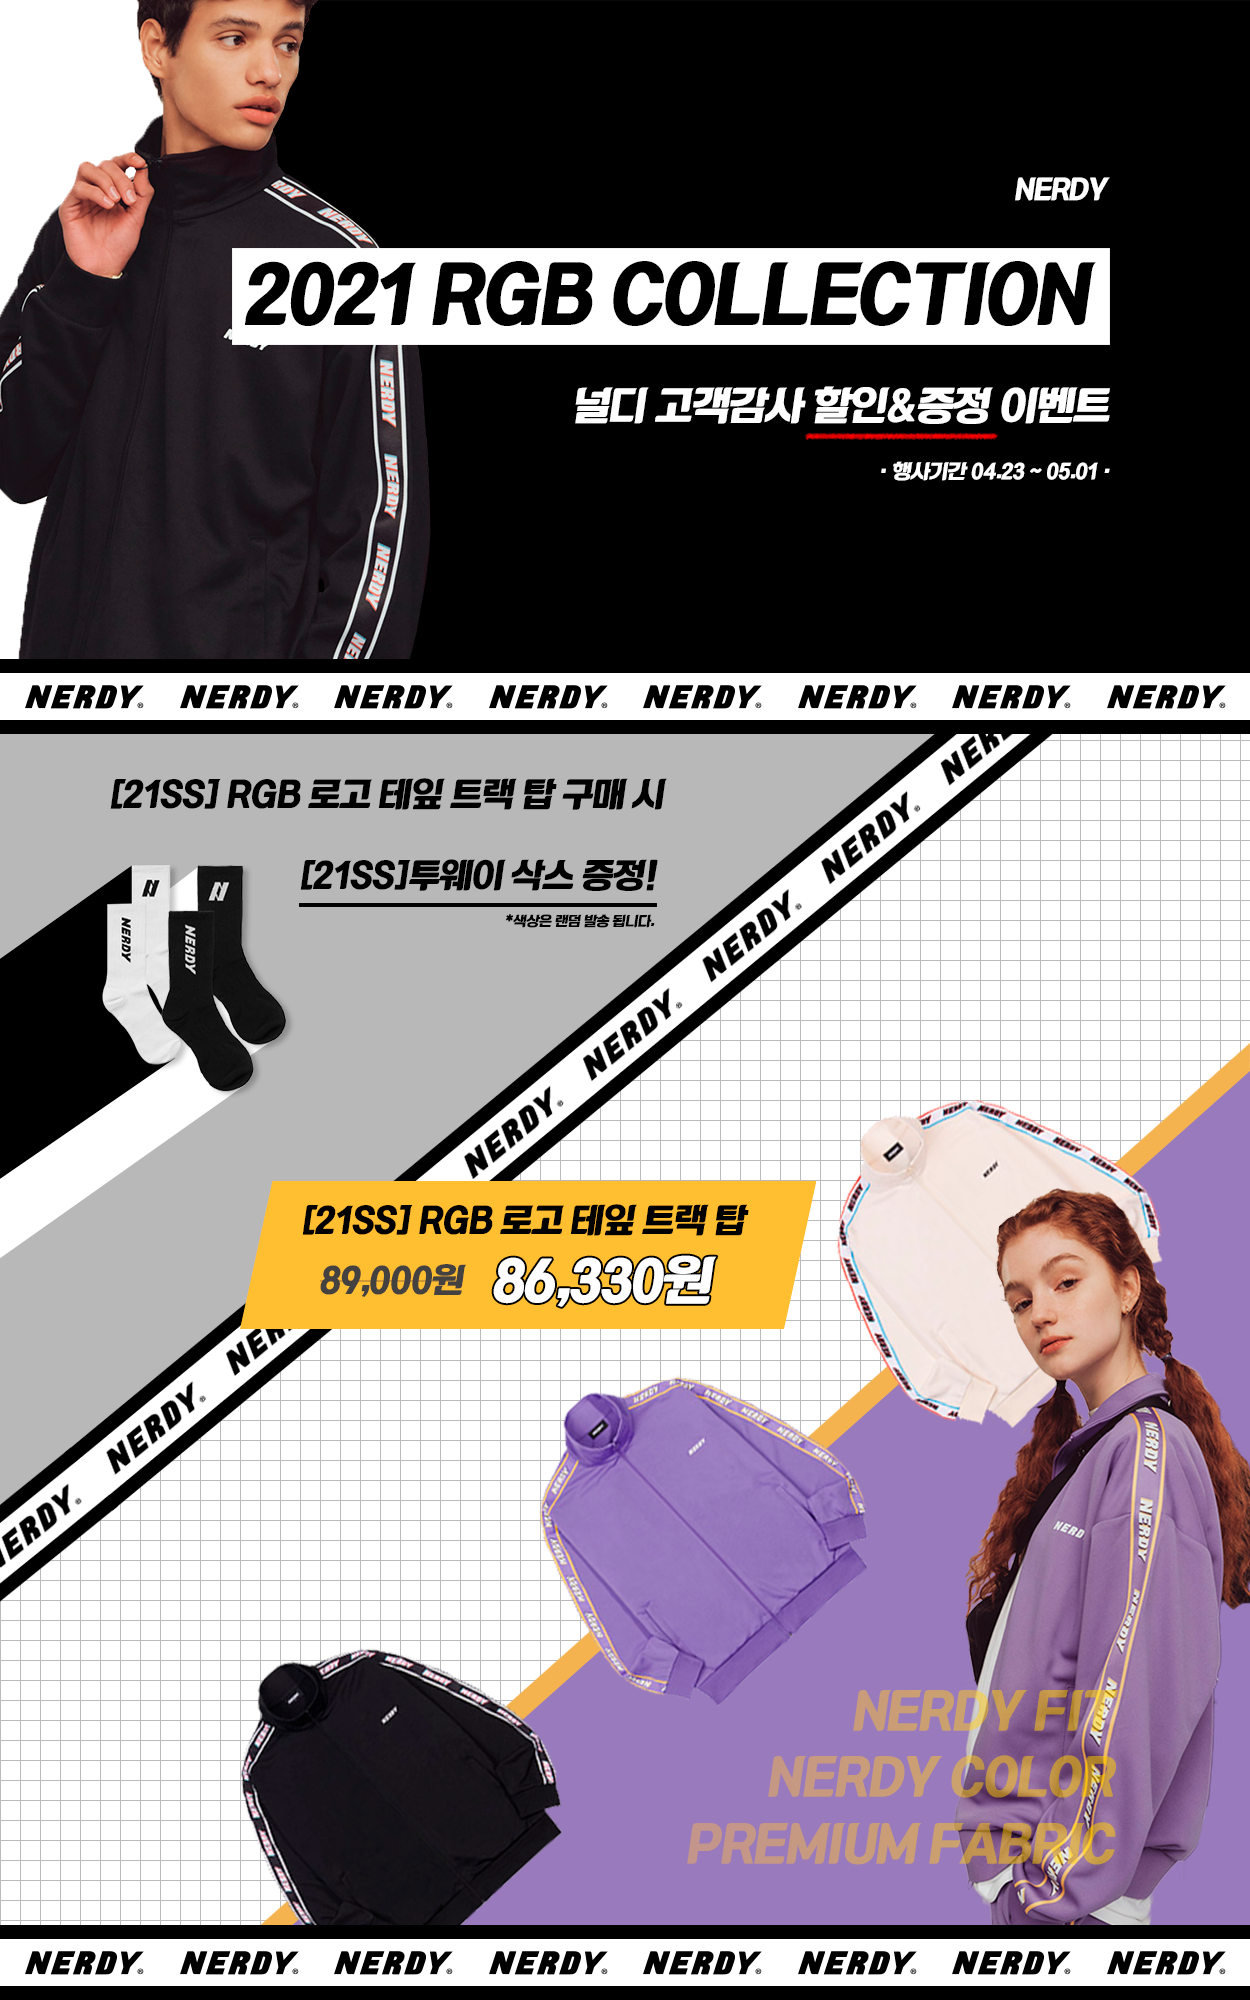 NERDY
2021 RGB COLLECTION
널디 고객감사 할인&증정 이벤트
· 행사기간 04.23 ~ 05.01 ·
NERDY® NERDY® NERDY® NERDY® NERDY® NERDY® NERDY® NERDY®
[21SS] RGB 로고 테잎 트랙 탑 구매 시
[21SS]투웨이 삭스 증정!
*색상은 랜덤 발송 됩니다.
NERDY
NERDY
NERDY® NERDY® NERDY® NERDY®
[21SS] RGB 로고 테잎 트랙 탑
89,000원 86,330원
NERDY®
NERDY
NERDY
NERDY
NERDY FIT
NERDY COLOR
PREMIUM FABRIC
NERDY® NERDY® NERDY® NERDY® NERDY® NERDY® NERDY® NERDY®